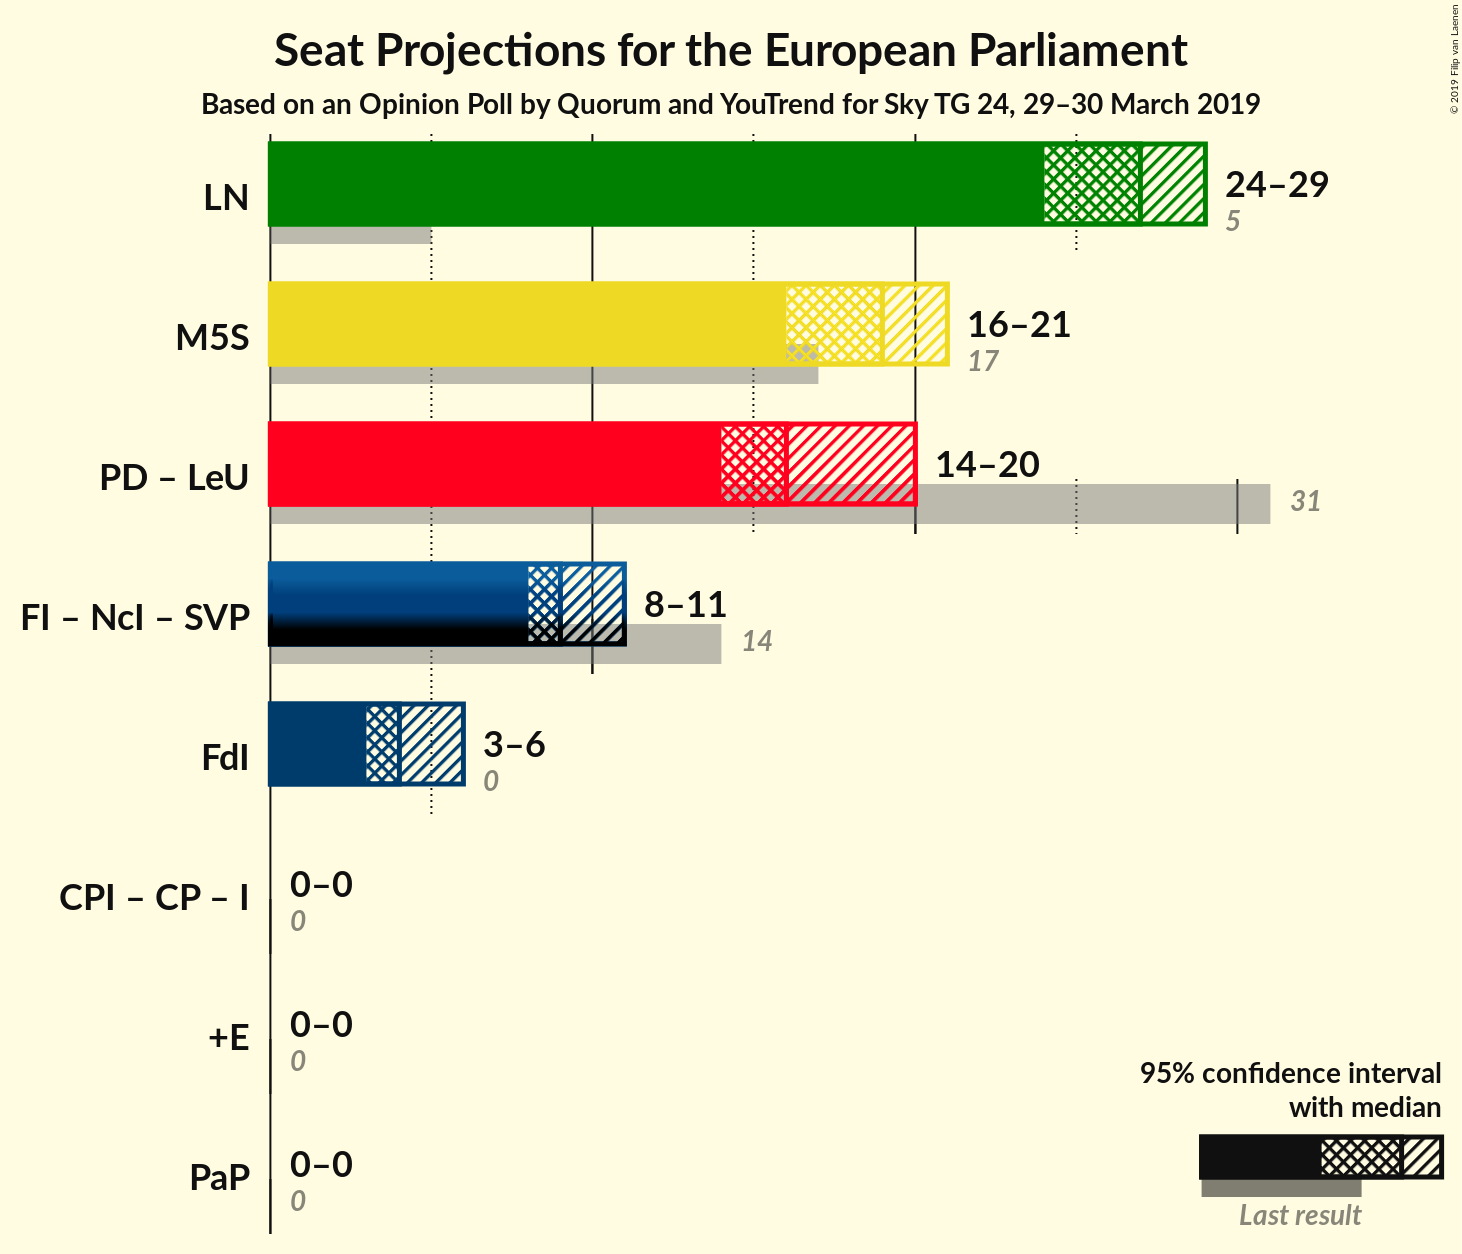 Seat Projections for the European Parliament
Based on an Opinion Poll by Quorum and YouTrend for Sky TG 24, 29–30 March 2019
© 2019 Filip van Laenen
LN
24–29
5
M5S
16–21
17
PD – LeU
14–20
31
FI – NcI – SVP
8–11
14
FdI
3–6
0
CPI – CP – I
0–0
0
+E
0–0
0
PaP
0–0
0
95% confidence interval
with median
Last result